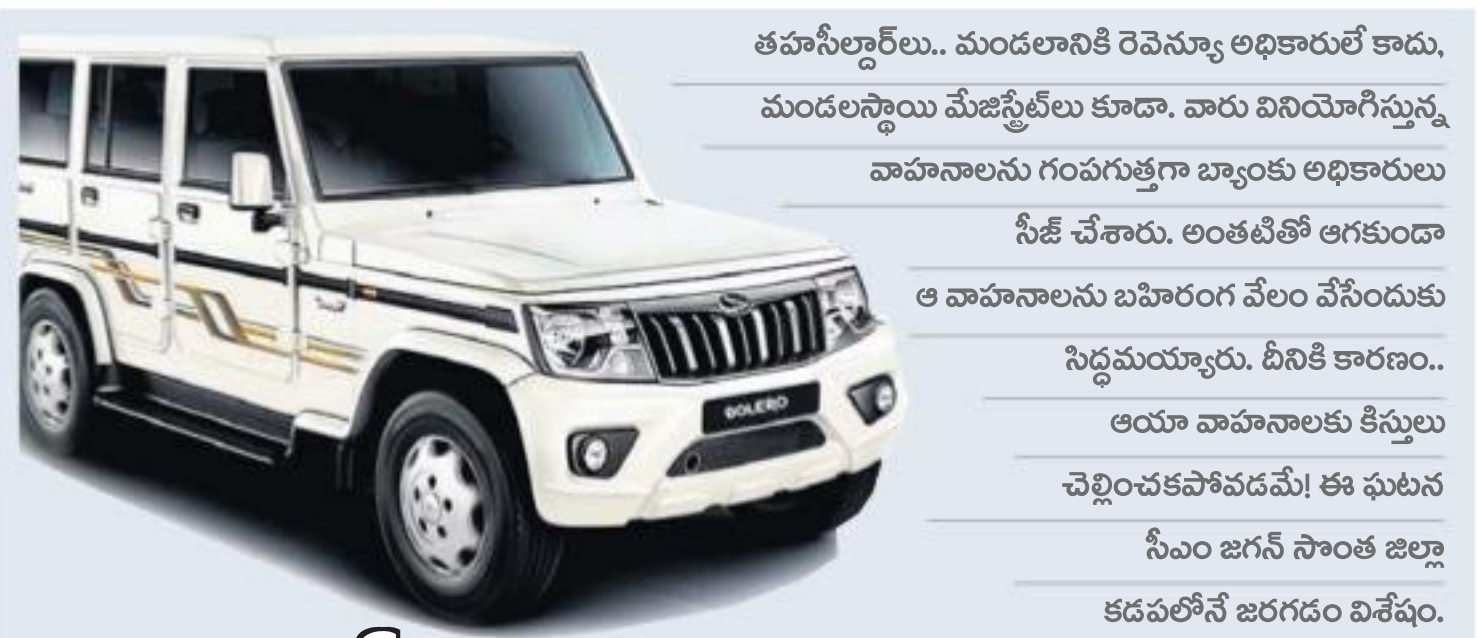 తహసీల్దార్‌లు.. మండలానికి రెవెన్యూ అధికారులే కాదు,
మండలస్థాయి మేజిస్ట్రేట్‌లు కూడా. వారు వినియోగిస్తున్న
వాహనాలను గంపగుత్తగా బ్యాంకు అధికారులు
సీజ్ చేశారు. అంతటితో ఆగకుండా
ఆ వాహనాలను బహిరంగ వేలం వేసేందుకు
సిద్ధమయ్యారు. దీనికి కారణం..
ఆయా వాహనాలకు కిస్తులు
చెల్లించకపోవడమే! ఈ ఘటన
సీఎం జగన్ సొంత జిల్లా
కడపలోనే జరగడం విశేషం.
BOLERO